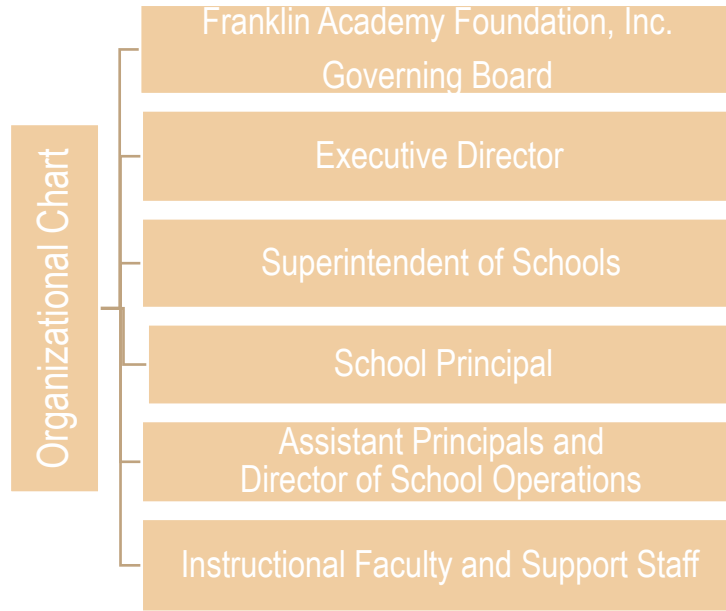 Organizational Chart
Franklin Academy Foundation, Inc.
Governing Board
Executive Director
Superintendent of Schools
School Principal
Assistant Principals and
Director of School Operations
Instructional Faculty and Support Staff